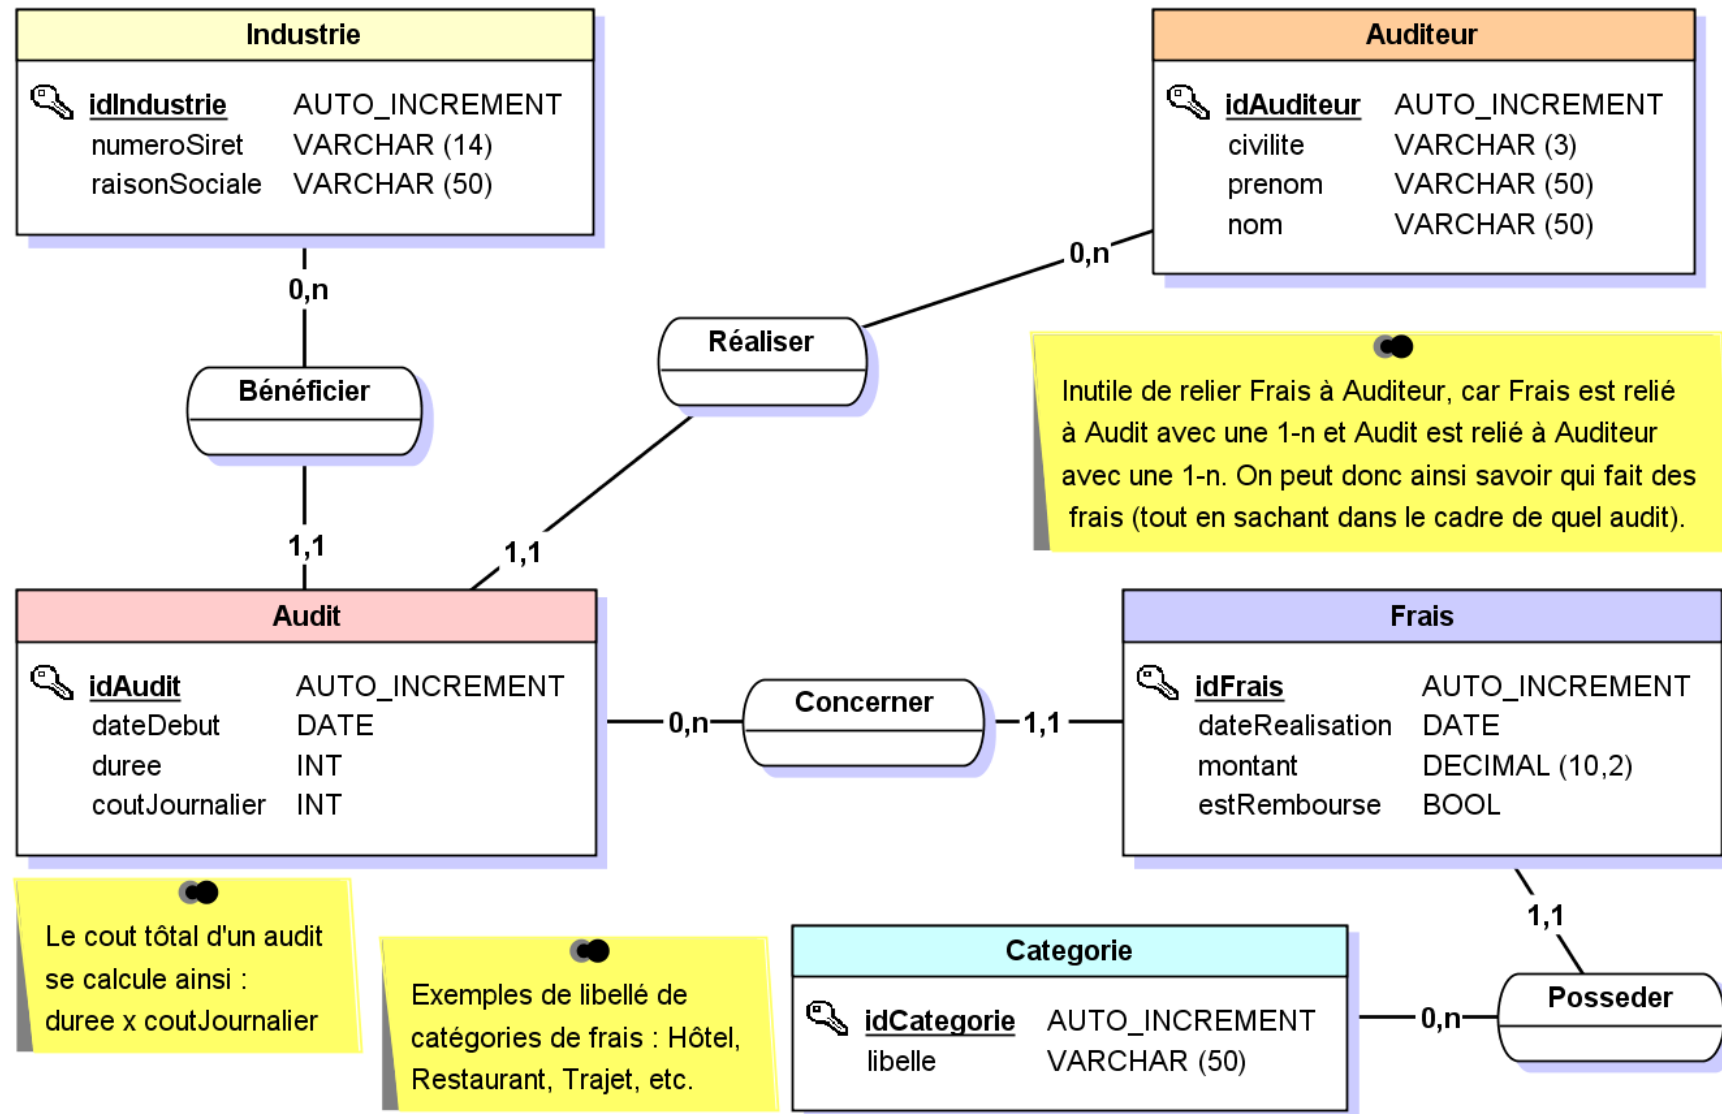 Industrie
idIndustrie AUTO_INCREMENT
numeroSiret VARCHAR (14)
raisonSociale VARCHAR (50)
Auditeur
idAuditeur AUTO_INCREMENT
civilite VARCHAR (3)
prenom VARCHAR (50)
nom VARCHAR (50)
0,n
0,n
Réaliser
Bénéficier
Inutile de relier Frais à Auditeur, car Frais est relié
à Audit avec une 1-n et Audit est relié à Auditeur
avec une 1-n. On peut donc ainsi savoir qui fait des
frais (tout en sachant dans le cadre de quel audit).
1,1
1,1
Audit
idAudit AUTO_INCREMENT
dateDebut DATE
duree INT
coutJournalier INT
0,n
Concerner
1,1
Frais
idFrais AUTO_INCREMENT
dateRealisation DATE
montant DECIMAL (10,2)
estRembourse BOOL
Le cout tôtal d'un audit
se calcule ainsi :
duree x coutJournalier
Exemples de libellé de
catégories de frais : Hôtel,
Restaurant, Trajet, etc.
Categorie
idCategorie AUTO_INCREMENT
libelle VARCHAR (50)
1,1
0,n
Posseder